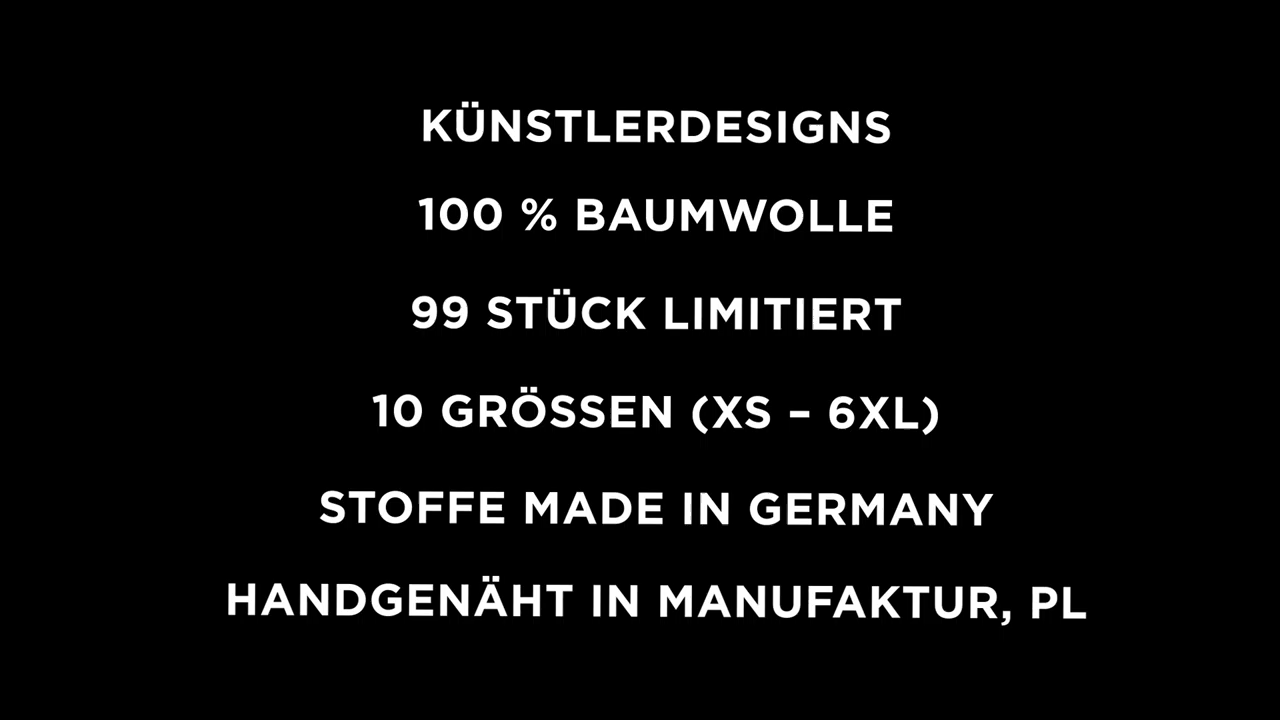 KÜNSTLERDESIGNS
100 % BAUMWOLLE
99 STÜCK LIMITIERT
10 GRÖSSEN (XS – 6XL)
STOFFE MADE IN GERMANY
HANDGENÄHT IN MANUFAKTUR, PL